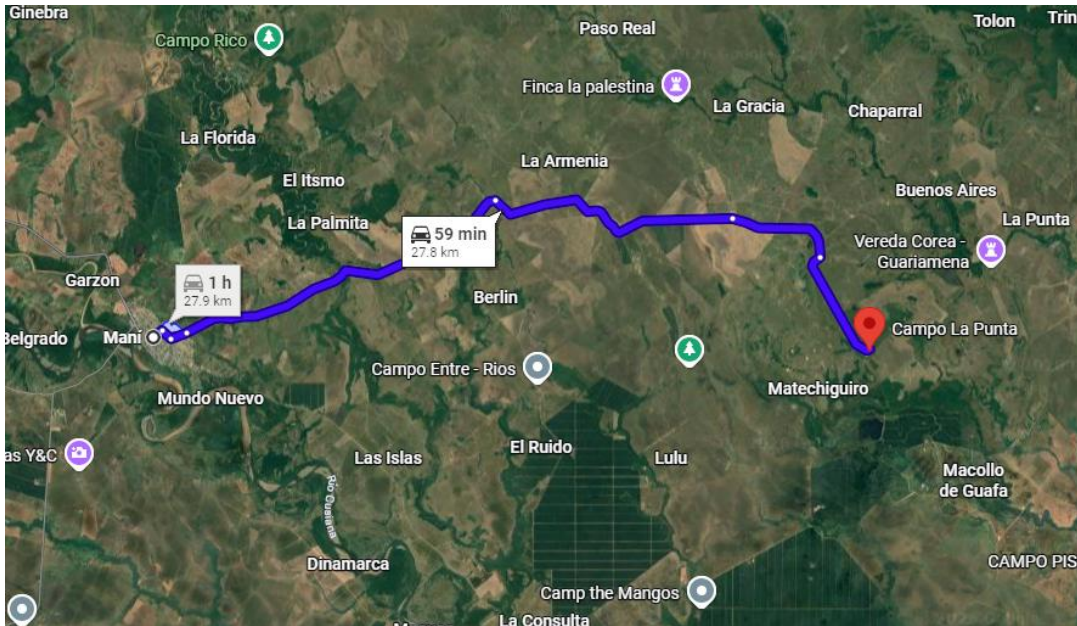 Ginebra
Tolon
Trin
Paso Real
Campo Rico
Finca la palestina
La Gracia
Chaparral
La Florida
La Armenia
El Itsmo
Buenos Aires
La Palmita
La Punta
59 min
27.8 km
Vereda Corea -
Guariamena
Garzon
1 h
27.9 km
Berlin
Belgrado
Maní
Campo La Punta
Campo Entre - Rios
Matechiguiro
Mundo Nuevo
as Y&C
Las Islas
El Ruido
Lulu
Macollo
de Guafa
Dinamarca
CAMPO PIS
Camp the Mangos
La Consulta